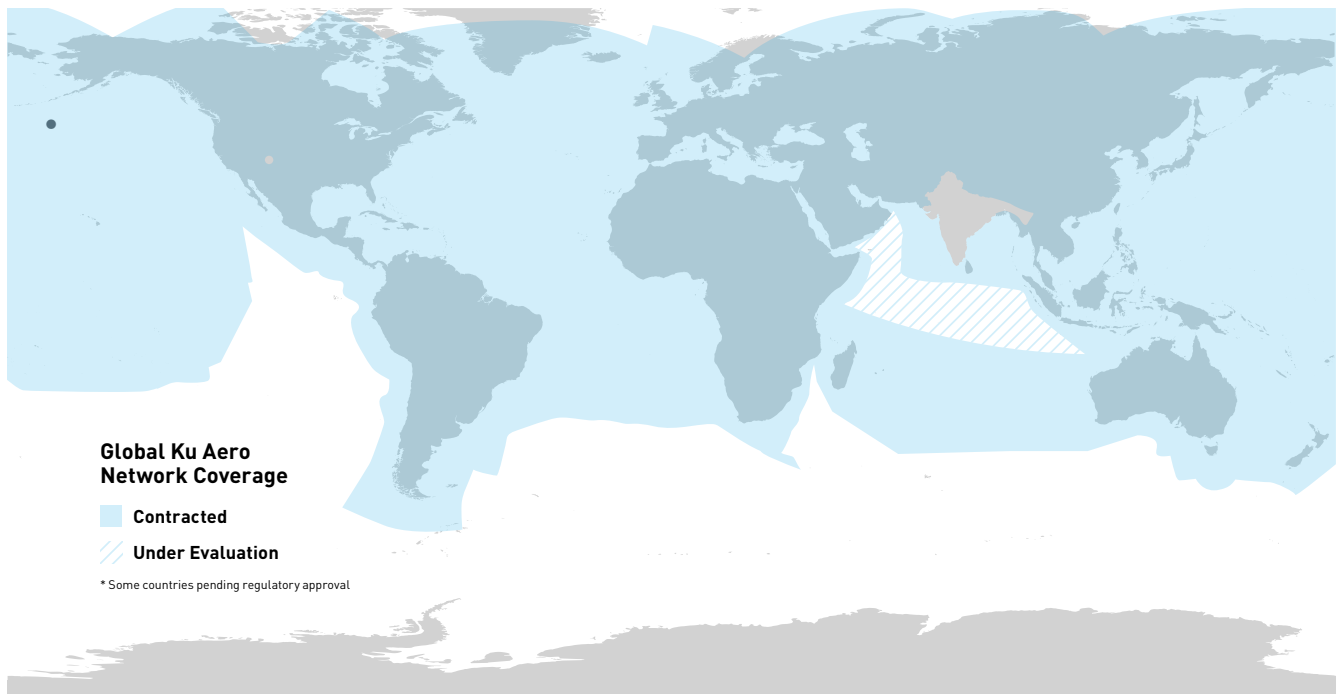 Global Ku Aero
Network Coverage
Contracted
Under Evaluation
* Some countries pending regulatory approval